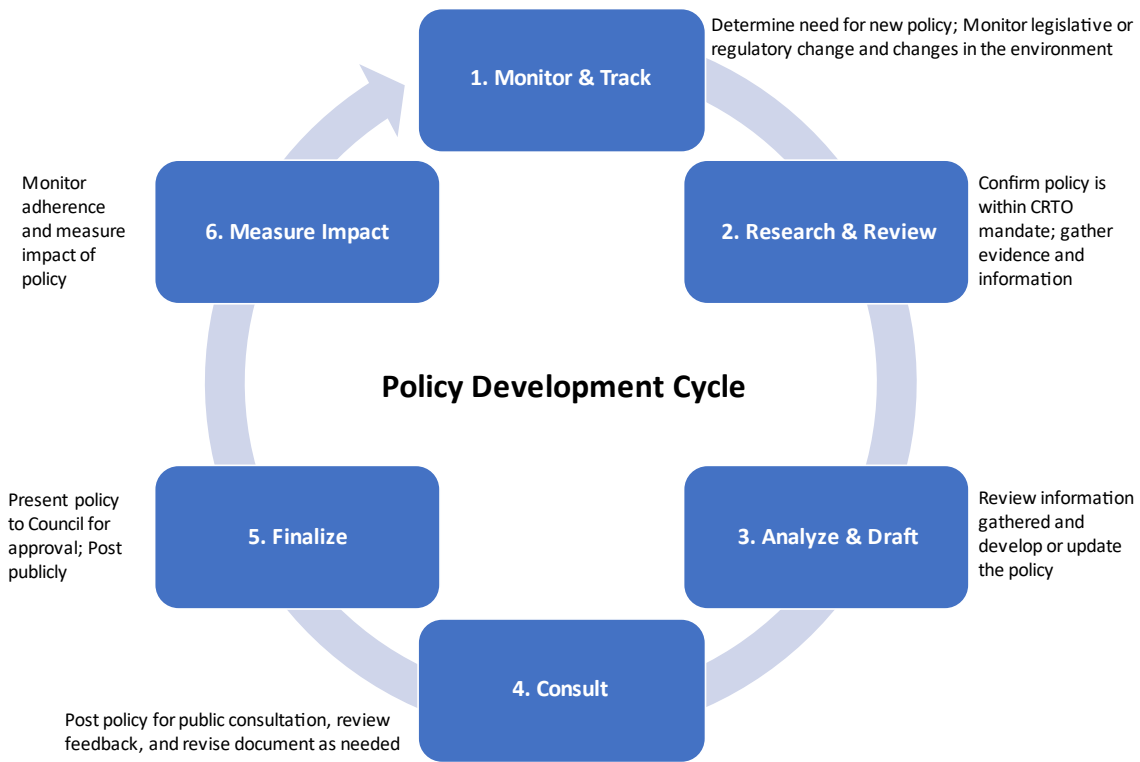 Determine need for new policy; Monitor legislative or
regulatory change and changes in the environment
1. Monitor & Track
2. Research & Review
Confirm policy is
within CRTO
mandate; gather
evidence and
information
3. Analyze & Draft
Review information
gathered and
develop or update
the policy
4. Consult
Post policy for public consultation, review
feedback, and revise document as needed
5. Finalize
Present policy
to Council for
approval; Post
publicly
6. Measure Impact
Monitor
adherence
and measure
impact of
policy
Policy Development Cycle